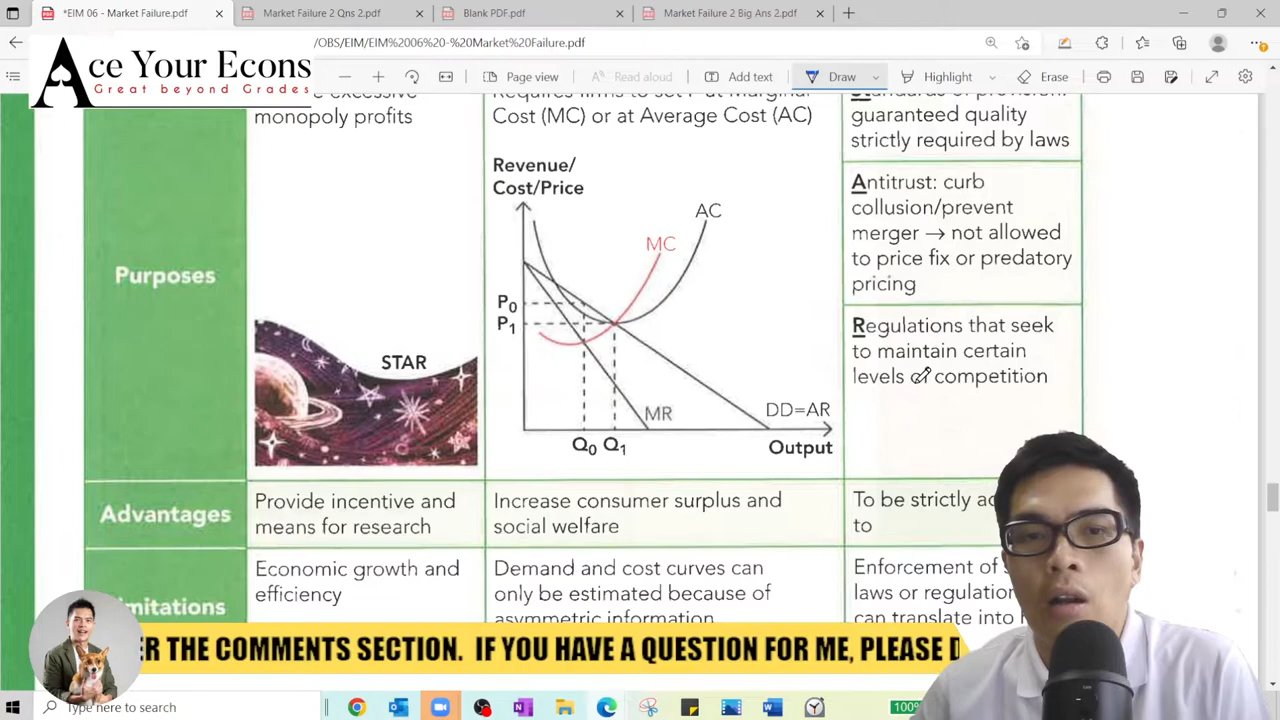 *EIM 06 - Market Failure.pdf
Market Failure 2 Qns 2.pdf
Blank PDF.pdf
Market Failure 2 Big Ans 2.pdf
/OBS/EIM/EIM%2006%20-%20Market%20Failure.pdf
Ace Your Econs
Great beyond Grades
Page view
Read aloud
Add text
Draw
Highlight
Erase
monopoly profits
Cost (MC) or at Average Cost (AC)
guaranteed quality
strictly required by laws
Purposes
STAR
Revenue/
Cost/Price
AC
MC
P0
P1
MR
DD=AR
Q0 Q1
Output
Antitrust: curb
collusion/prevent
merger → not allowed
to price fix or predatory
pricing
Regulations that seek
to maintain certain
levels of competition
Advantages
Provide incentive and
means for research
Increase consumer surplus and
social welfare
To be strictly
to
Economic growth and
efficiency
Demand and cost curves can
only be estimated because of
asymmetric information
Enforcement of
laws or
can translate into
ER THE COMMENTS SECTION. IF YOU HAVE A QUESTION FOR ME, PLEASE
Type here to search
100%